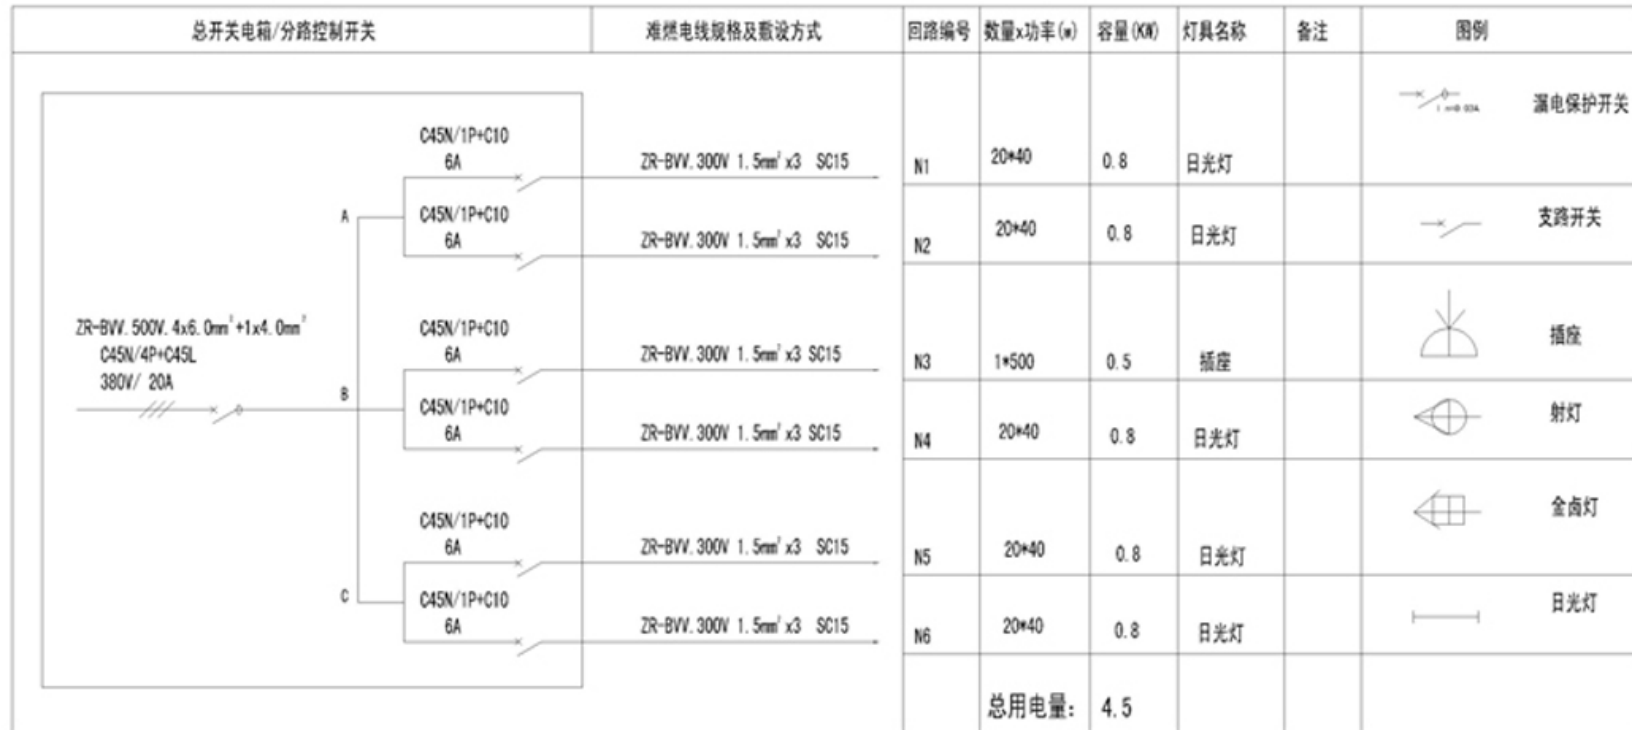 总开关电箱/分路控制开关 难燃电线规格及敷设方式 回路编号 数量x功率(w) 容量(KW) 灯具名称 备注 图例
漏电保护开关
C45N/1P+C10
6A
ZR-BVV.300V 1.5mm²x3 SC15 N1 20*40 0.8 日光灯
A
C45N/1P+C10
6A
ZR-BVV.300V 1.5mm²x3 SC15 N2 20*40 0.8 日光灯
支路开关
ZR-BVV.500V.4x6.0mm²+1x4.0mm²
C45N/4P+C45L
380V/ 20A
B
C45N/1P+C10
6A
ZR-BVV.300V 1.5mm²x3 SC15 N3 1*500 0.5 插座
插座
C45N/1P+C10
6A
ZR-BVV.300V 1.5mm²x3 SC15 N4 20*40 0.8 日光灯
射灯
C45N/1P+C10
6A
ZR-BVV.300V 1.5mm²x3 SC15 N5 20*40 0.8 日光灯
金卤灯
C
C45N/1P+C10
6A
ZR-BVV.300V 1.5mm²x3 SC15 N6 20*40 0.8 日光灯
日光灯
总用电量: 4.5